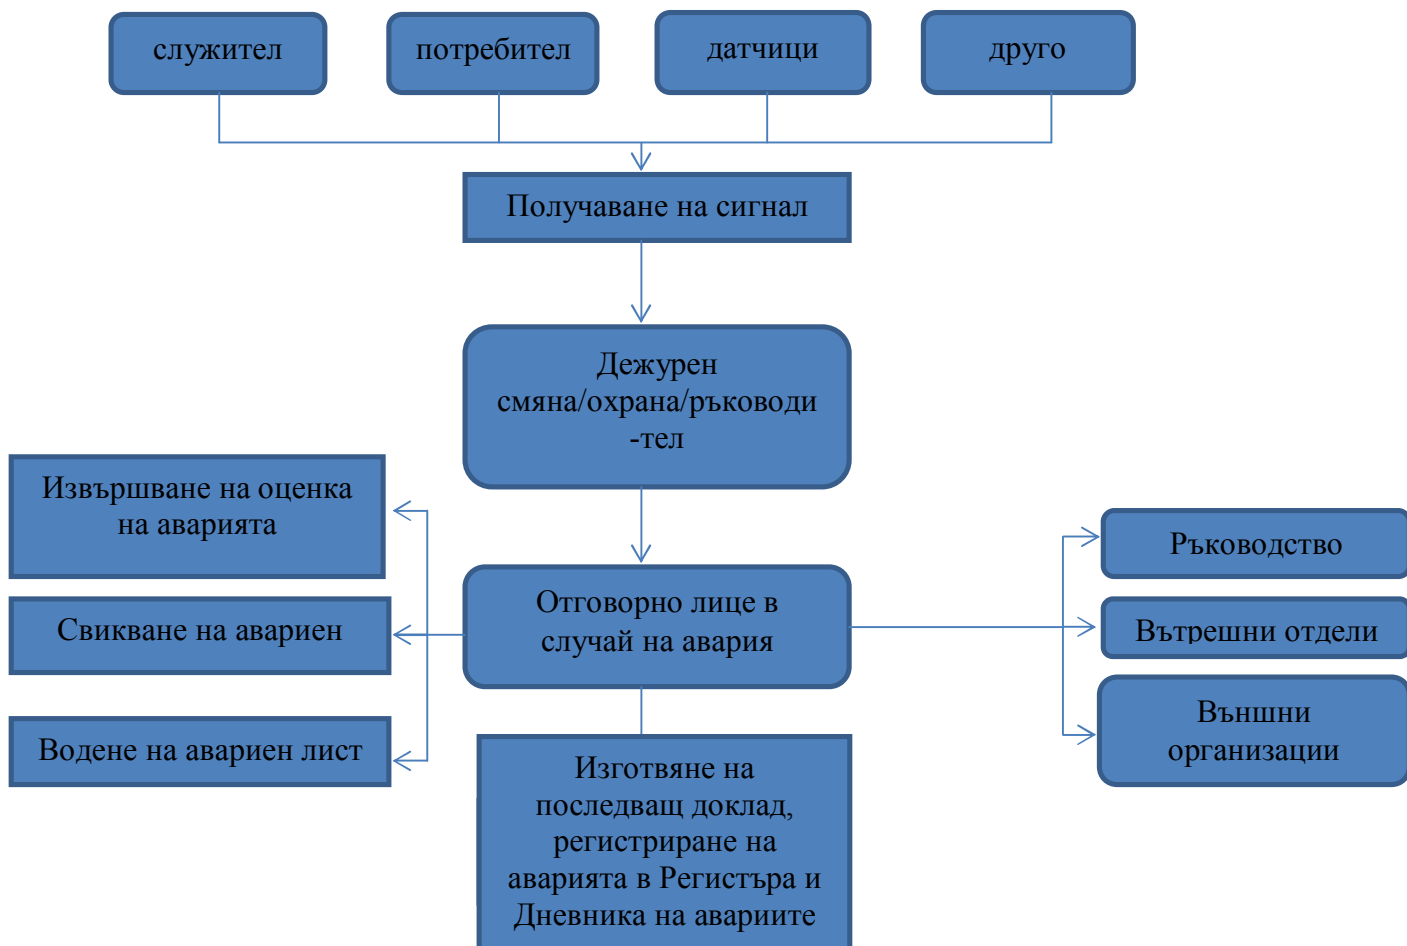 служител
потребител
датчици
друго
Получаване на сигнал
Дежурен
смяна/охрана/ръководи
-тел
Извършване на оценка
на аварията
Свикване на авариен
Водене на авариен лист
Отговорно лице в
случай на авария
Ръководство
Вътрешни отдели
Външни
организации
Изготвяне на
последващ доклад,
регистриране на
аварията в Регистъра и
Дневника на авариите